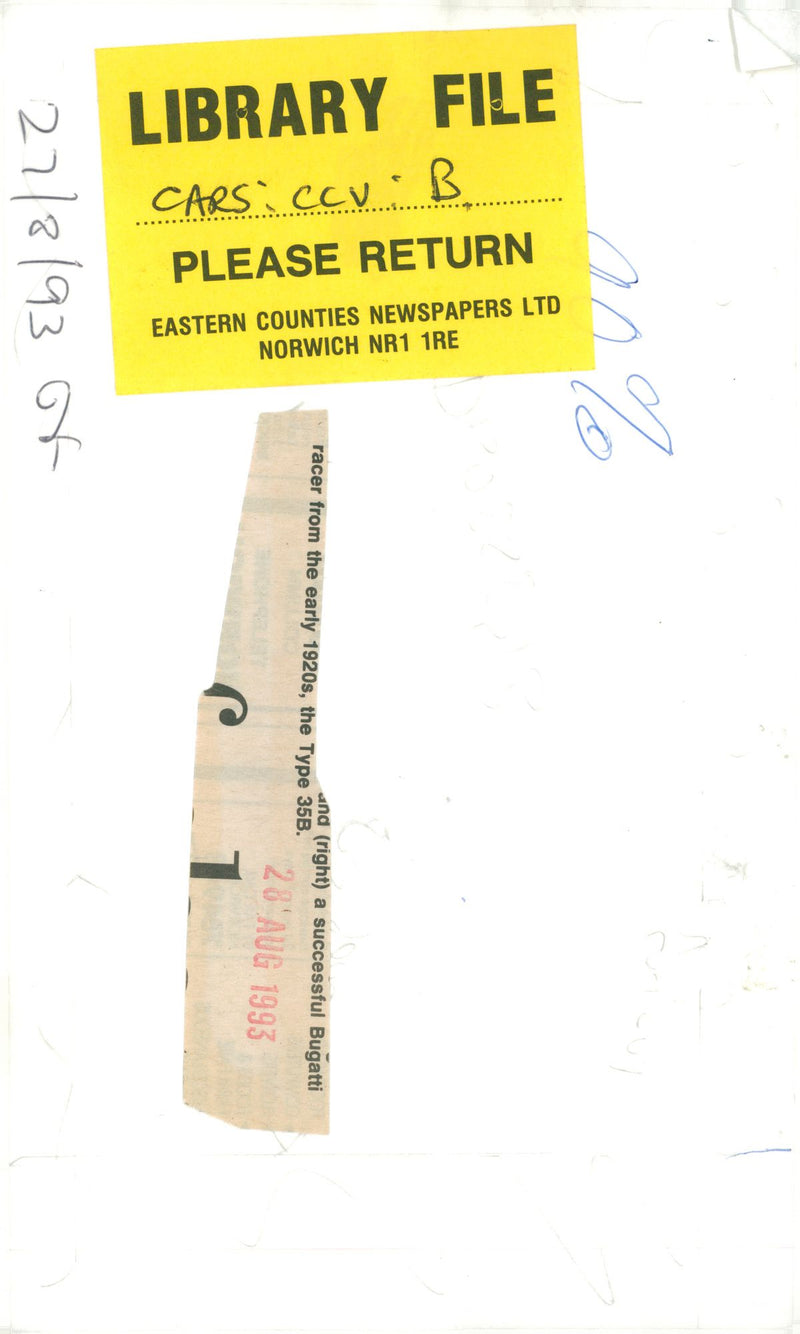 LIBRARY FILE
CARS: CCV: B
PLEASE RETURN
EASTERN COUNTIES NEWSPAPERS LTD
NORWICH NR1 1RE
27/8/93
and (right) a successful Bugatti
racer from the early 1920s, the Type 35B.
28 AUG 1993